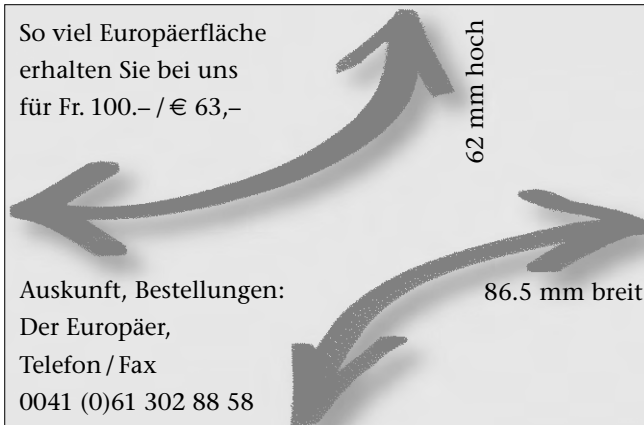 So viel Europäerfläche
erhalten Sie bei uns
für Fr. 100.– / € 63,–
62 mm hoch
86.5 mm breit
Auskunft, Bestellungen:
Der Europäer,
Telefon / Fax
0041 (0)61 302 88 58